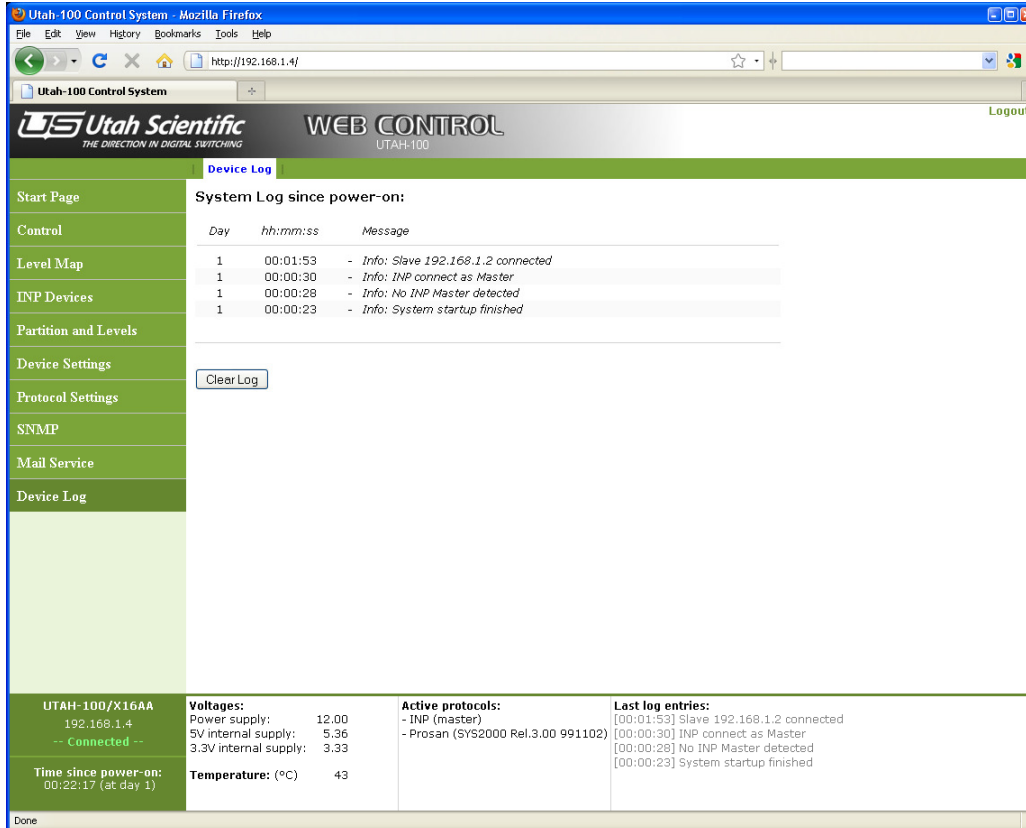 Utah-100 Control System - Mozilla Firefox
File Edit View History Bookmarks Tools Help
http://192.168.1.4/
Utah-100 Control System
Logout
US Utah Scientific
THE DIRECTION IN DIGITAL SWITCHING
WEB CONTROL
UTAH-100
Device Log
Start Page
Control
Level Map
INP Devices
Partition and Levels
Device Settings
Protocol Settings
SNMP
Mail Service
Device Log
System Log since power-on:
Day hh:mm:ss Message
1 00:01:53 - Info: Slave 192.168.1.2 connected
1 00:00:30 - Info: INP connect as Master
1 00:00:28 - Info: No INP Master detected
1 00:00:23 - Info: System startup finished
Clear Log
UTAH-100/X16AA
192.168.1.4
-- Connected --
Time since power-on:
00:22:17 (at day 1)
Voltages:
Power supply: 12.00
5V internal supply: 5.36
3.3V internal supply: 3.33
Temperature: (°C) 43
Active protocols:
- INP (master)
- Prosan (SYS2000 Rel.3.00 991102)
Last log entries:
[00:01:53] Slave 192.168.1.2 connected
[00:00:30] INP connect as Master
[00:00:28] No INP Master detected
[00:00:23] System startup finished
Done